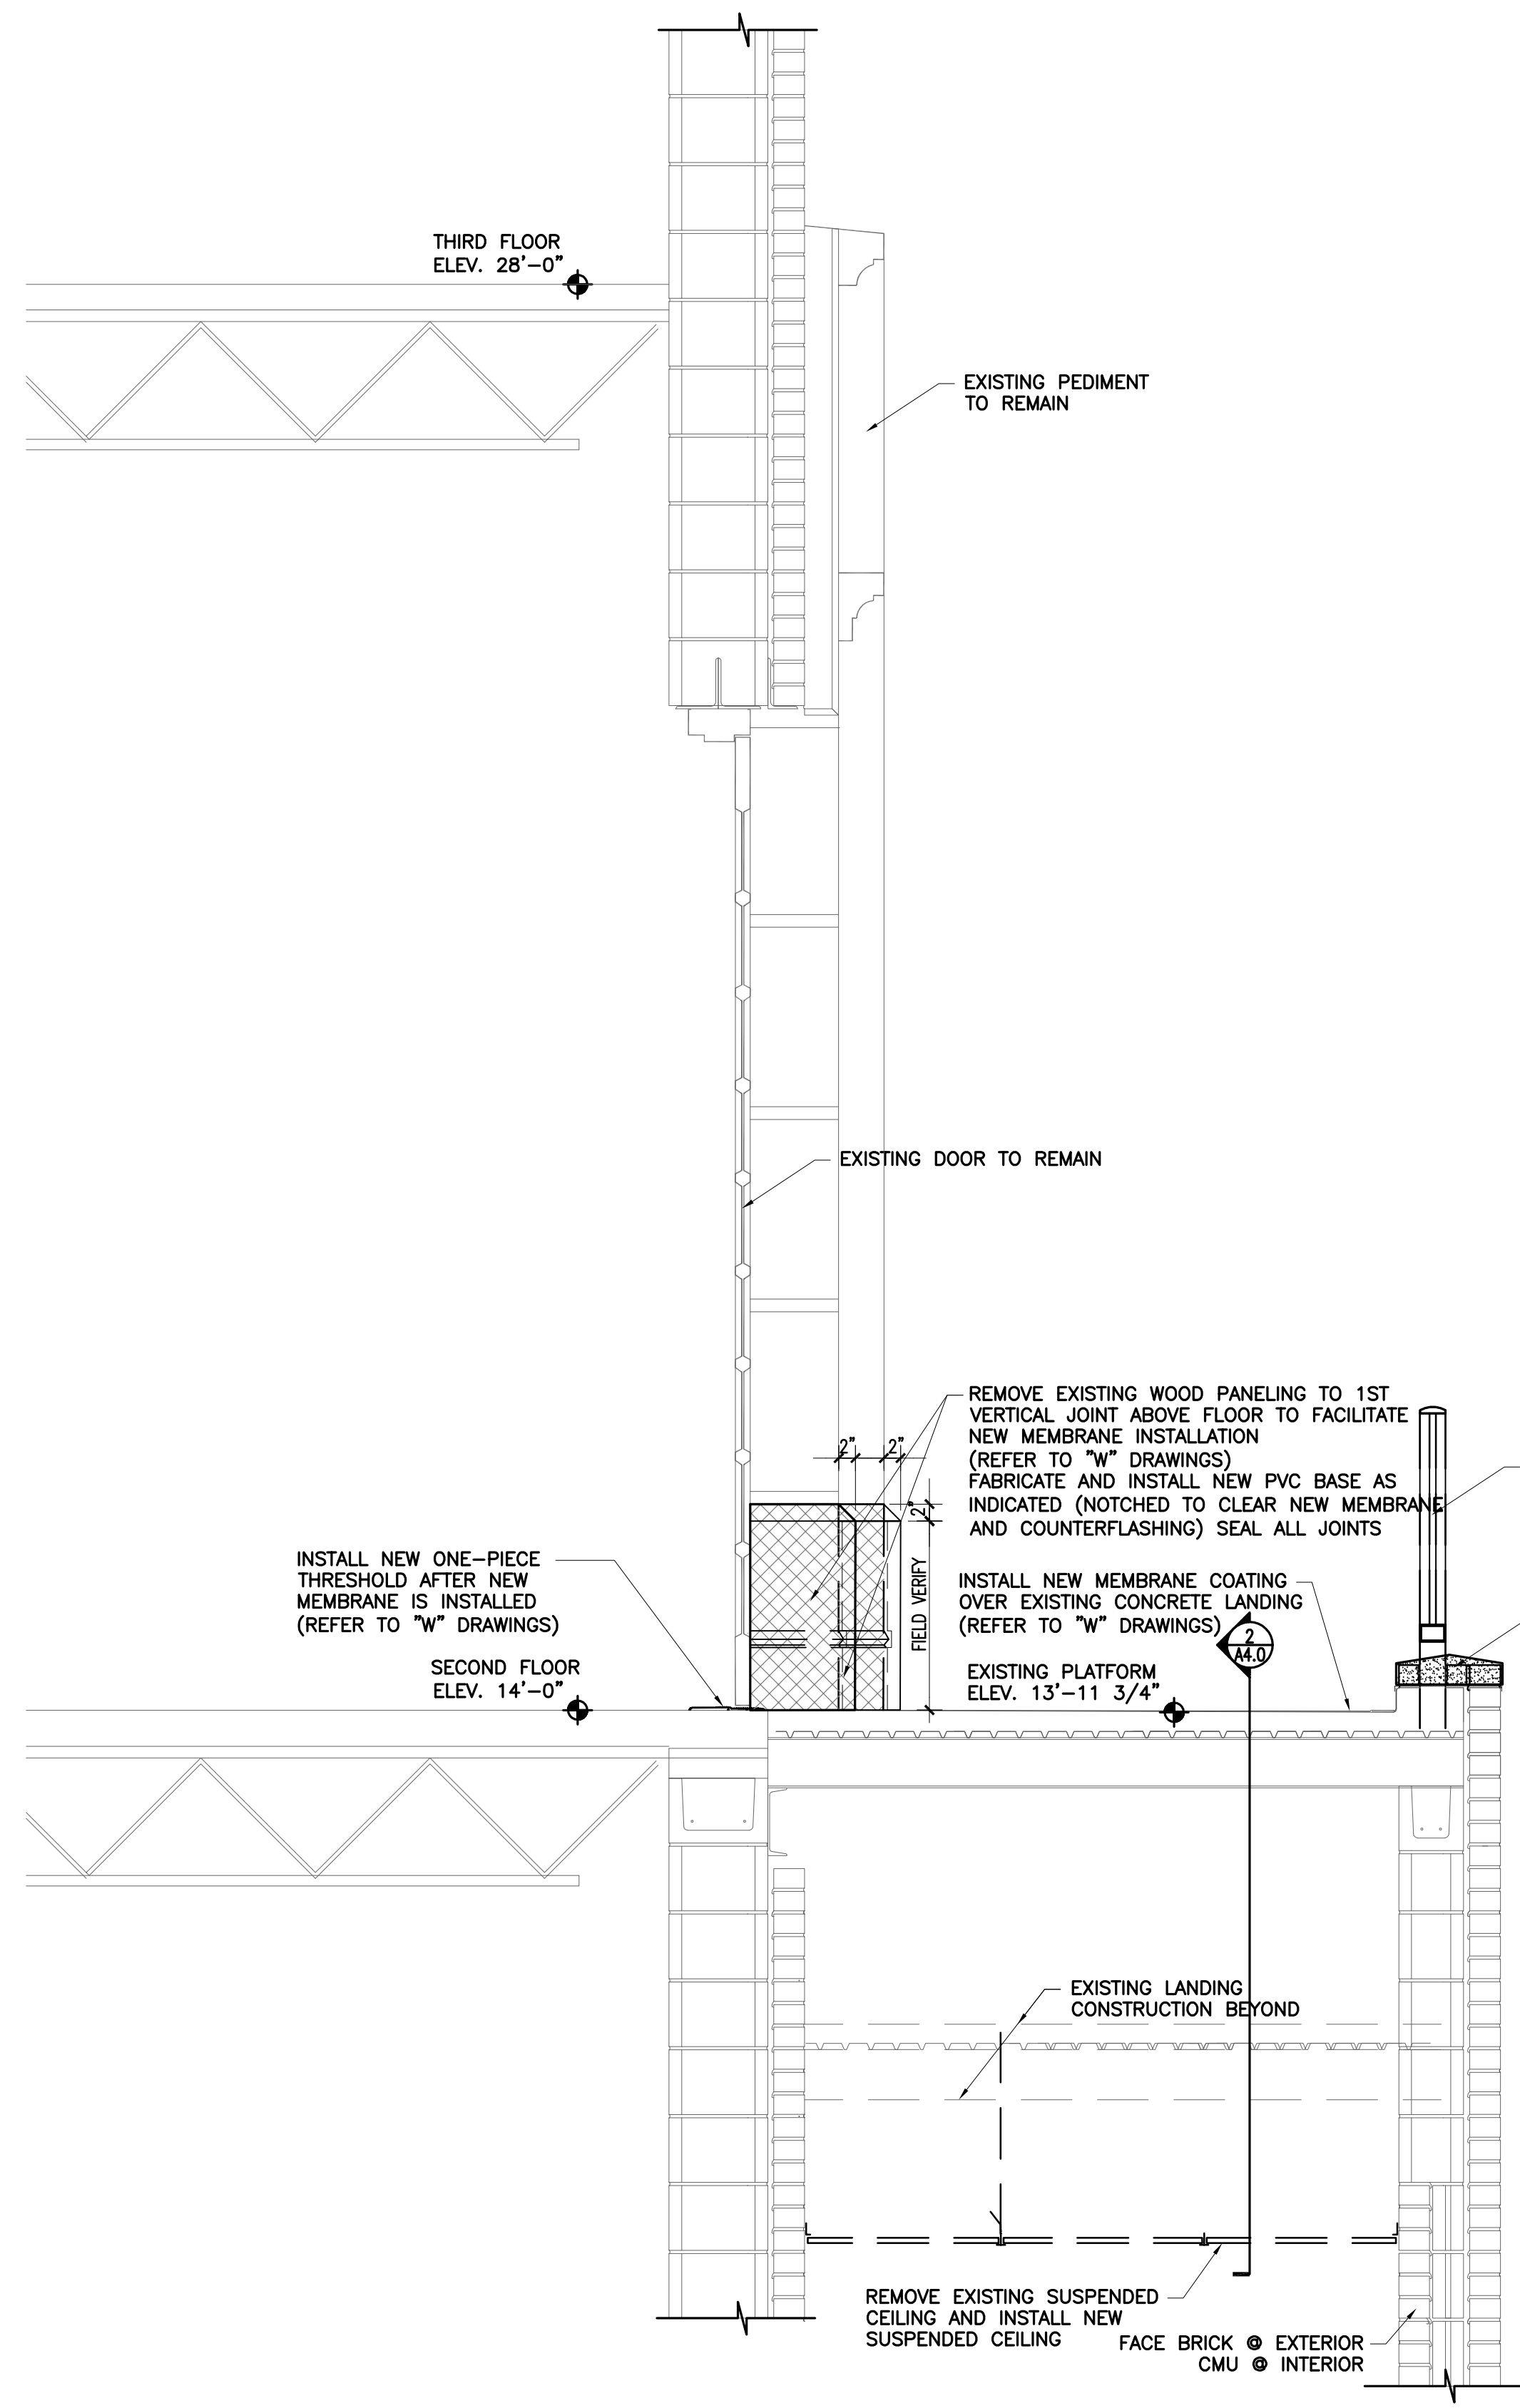 THIRD FLOOR
ELEV. 28'-0"
EXISTING PEDIMENT
TO REMAIN
EXISTING DOOR TO REMAIN
REMOVE EXISTING WOOD PANELING TO 1ST
VERTICAL JOINT ABOVE FLOOR TO FACILITATE
NEW MEMBRANE INSTALLATION
(REFER TO "W" DRAWINGS)
FABRICATE AND INSTALL NEW PVC BASE AS
INDICATED (NOTCHED TO CLEAR NEW MEMBRANE
AND COUNTERFLASHING) SEAL ALL JOINTS
2"
2"
2"
FIELD VERIFY
INSTALL NEW ONE-PIECE
THRESHOLD AFTER NEW
MEMBRANE IS INSTALLED
(REFER TO "W" DRAWINGS)
INSTALL NEW MEMBRANE COATING
OVER EXISTING CONCRETE LANDING
(REFER TO "W" DRAWINGS)
2
A4.0
SECOND FLOOR
ELEV. 14'-0"
EXISTING PLATFORM
ELEV. 13'-11 3/4"
EXISTING LANDING
CONSTRUCTION BEYOND
REMOVE EXISTING SUSPENDED
CEILING AND INSTALL NEW
SUSPENDED CEILING
FACE BRICK @ EXTERIOR
CMU @ INTERIOR